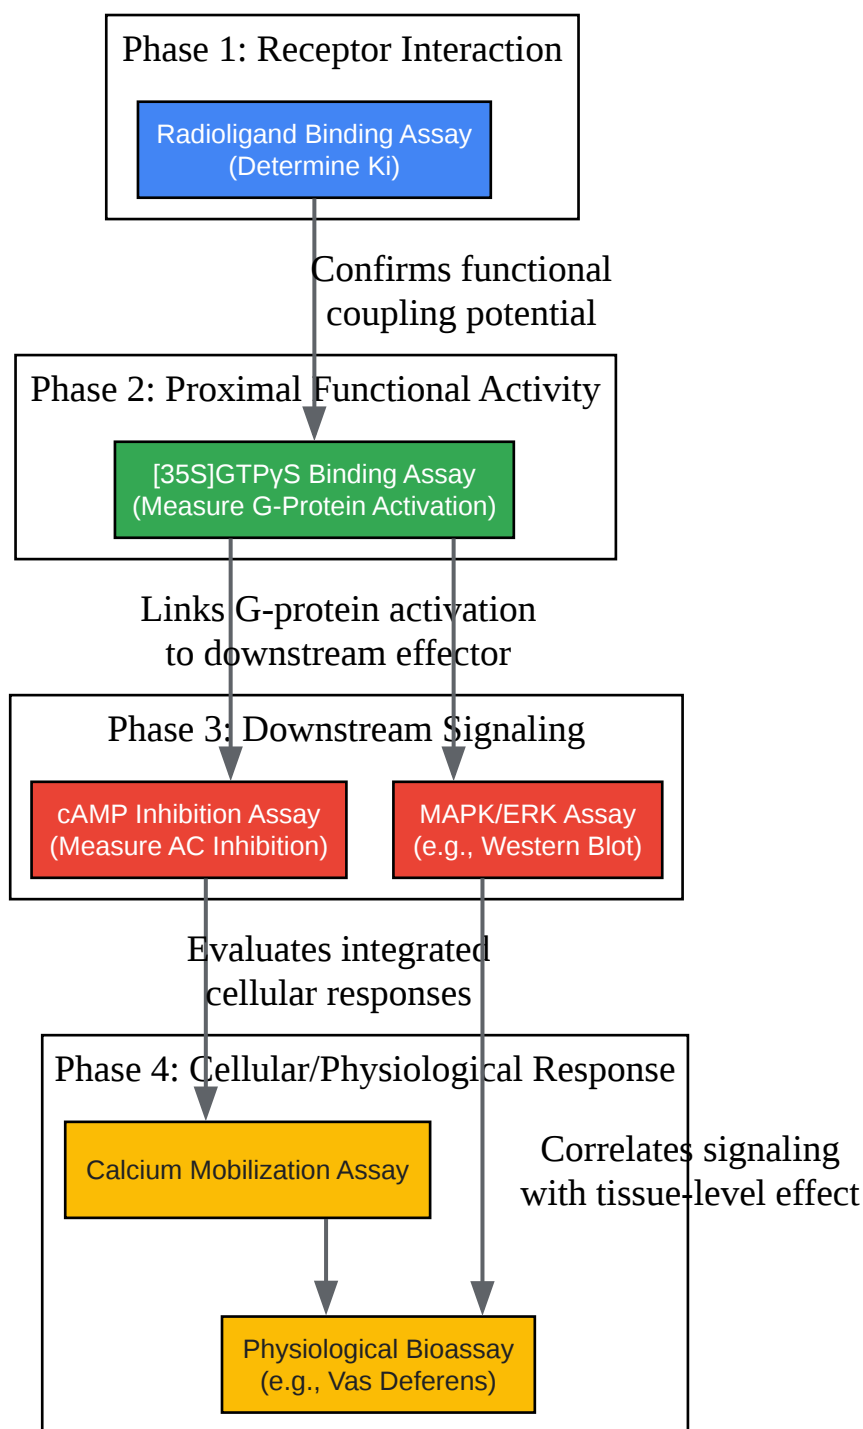 Phase 1: Receptor Interaction
Radioligand Binding Assay
(Determine Ki)
Confirms functional
coupling potential
Phase 2: Proximal Functional Activity
[35S]GTPγS Binding Assay
(Measure G-Protein Activation)
Links G-protein activation
to downstream effector
Phase 3: Downstream Signaling
cAMP Inhibition Assay
(Measure AC Inhibition)
MAPK/ERK Assay
(e.g., Western Blot)
Evaluates integrated
cellular responses
Phase 4: Cellular/Physiological Response
Calcium Mobilization Assay
Correlates signaling
with tissue-level effect
Physiological Bioassay
(e.g., Vas Deferens)